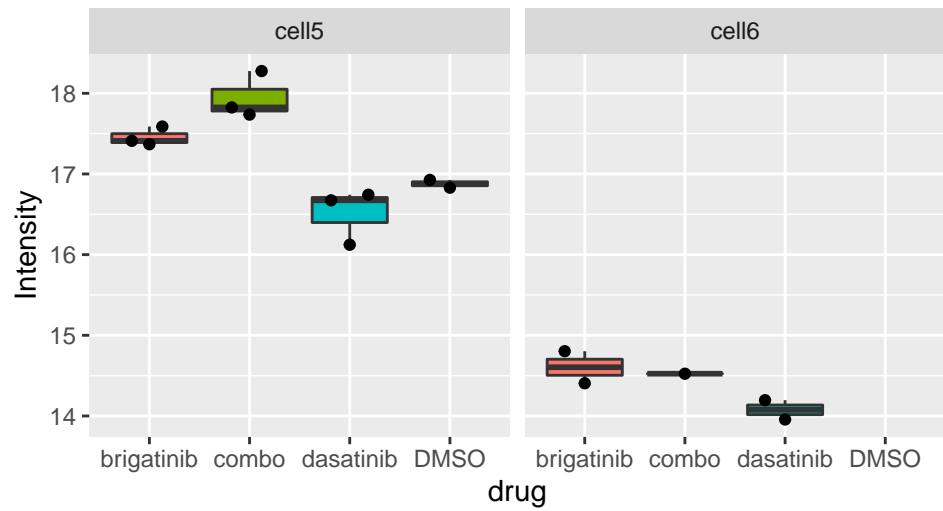 cell5 cell6
Intensity
18
17
16
15
14
brigatinib combo dasatinib DMSO brigatinib combo dasatinib DMSO
drug